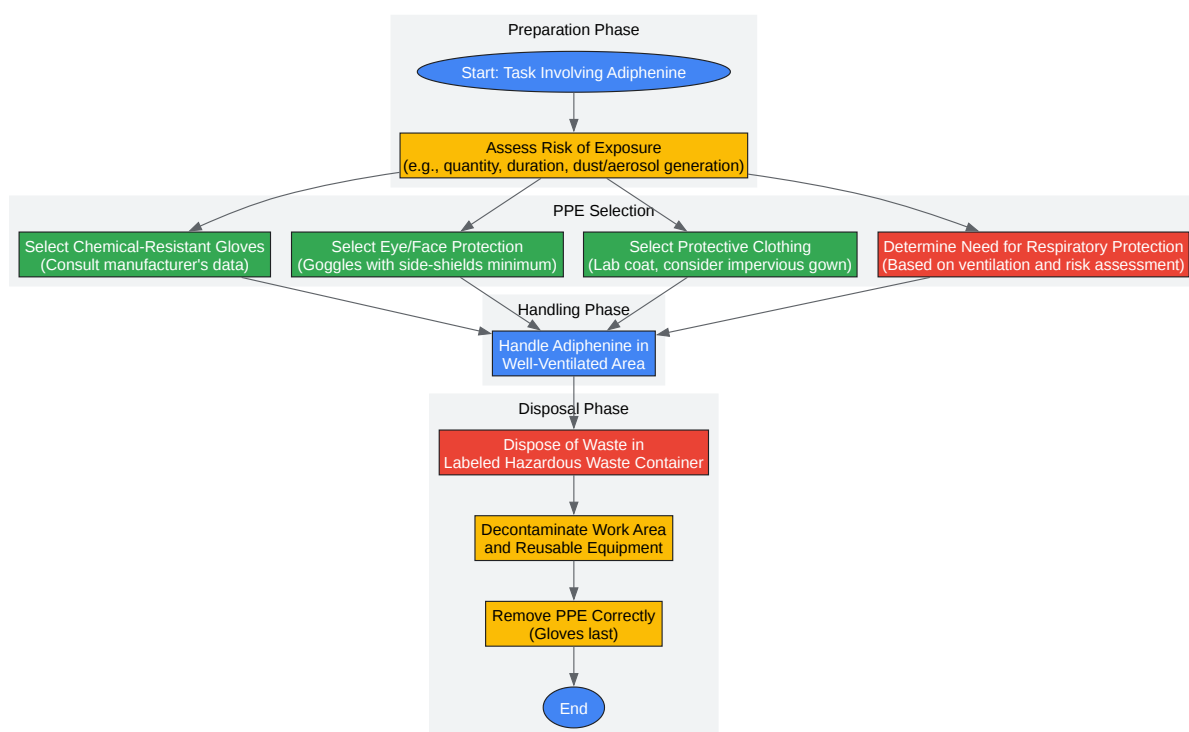 Preparation Phase
Start: Task Involving Adiphenine
Assess Risk of Exposure
(e.g., quantity, duration, dust/aerosol generation)
PPE Selection
Select Chemical-Resistant Gloves
(Consult manufacturer's data)
Select Eye/Face Protection
(Goggles with side-shields minimum)
Select Protective Clothing
(Lab coat, consider impervious gown)
Determine Need for Respiratory Protection
(Based on ventilation and risk assessment)
Handling Phase
Handle Adiphenine in
Well-Ventilated Area
Disposal Phase
Dispose of Waste in
Labeled Hazardous Waste Container
Decontaminate Work Area
and Reusable Equipment
Remove PPE Correctly
(Gloves last)
End